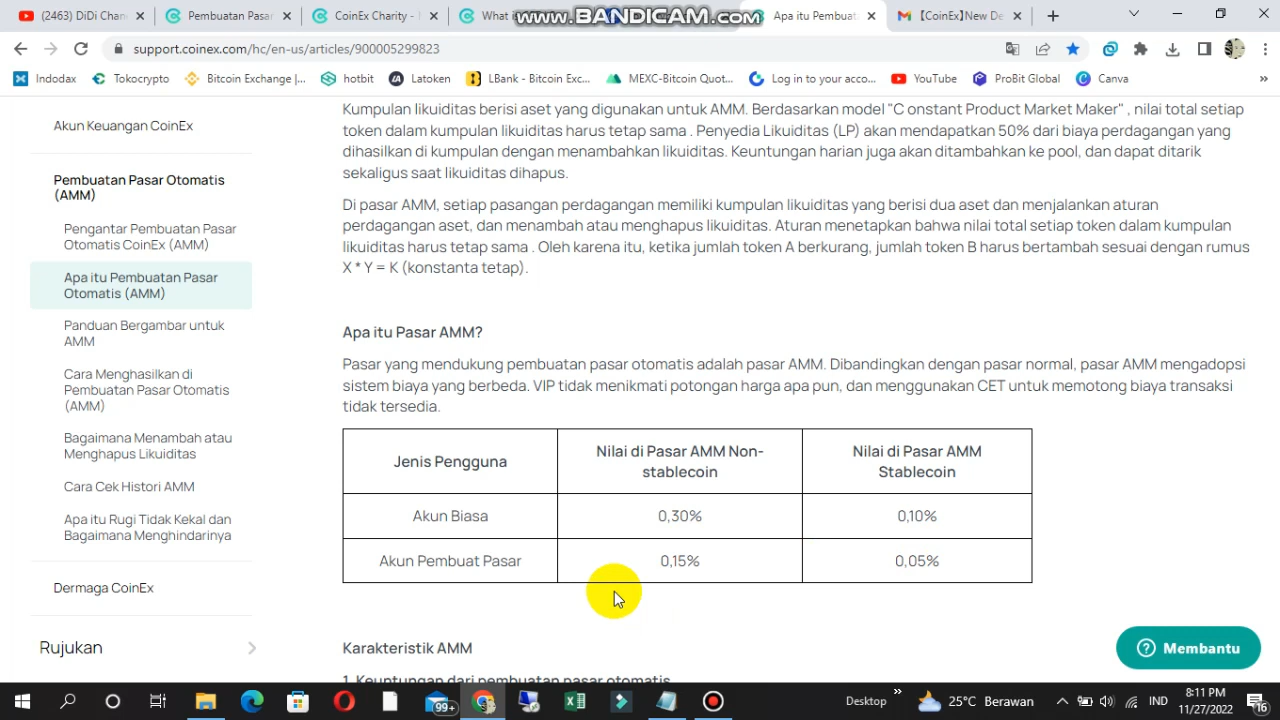 (2463) DiDi Chan
Pembuatan Pasar
CoinEx Charity -
What is
www.BANDICAM.com
Apa itu Pembuat
[CoinEx]New De
support.coinex.com/hc/en-us/articles/900005299823
Indodax
Tokocrypto
Bitcoin Exchange |...
hotbit
Latoken
LBank - Bitcoin Exc...
MEXC-Bitcoin Quot...
Log in to your acco...
YouTube
ProBit Global
Canva
»
Akun Keuangan CoinEx
Pembuatan Pasar Otomatis
(AMM)
Pengantar Pembuatan Pasar
Otomatis CoinEx (AMM)
Apa itu Pembuatan Pasar
Otomatis (AMM)
Panduan Bergambar untuk
AMM
Cara Menghasilkan di
Pembuatan Pasar Otomatis
(AMM)
Bagaimana Menambah atau
Menghapus Likuiditas
Cara Cek Histori AMM
Apa itu Rugi Tidak Kekal dan
Bagaimana Menghindarinya
Dermaga CoinEx
Rujukan
Kumpulan likuiditas berisi aset yang digunakan untuk AMM. Berdasarkan model "C onstant Product Market Maker" , nilai total setiap
token dalam kumpulan likuiditas harus tetap sama . Penyedia Likuiditas (LP) akan mendapatkan 50% dari biaya perdagangan yang
dihasilkan di kumpulan dengan menambahkan likuiditas. Keuntungan harian juga akan ditambahkan ke pool, dan dapat ditarik
sekaligus saat likuiditas dihapus.
Di pasar AMM, setiap pasangan perdagangan memiliki kumpulan likuiditas yang berisi dua aset dan menjalankan aturan
perdagangan aset, dan menambah atau menghapus likuiditas. Aturan menetapkan bahwa nilai total setiap token dalam kumpulan
likuiditas harus tetap sama . Oleh karena itu, ketika jumlah token A berkurang, jumlah token B harus bertambah sesuai dengan rumus
X * Y = K (konstanta tetap).
Apa itu Pasar AMM?
Pasar yang mendukung pembuatan pasar otomatis adalah pasar AMM. Dibandingkan dengan pasar normal, pasar AMM mengadopsi
sistem biaya yang berbeda. VIP tidak menikmati potongan harga apa pun, dan menggunakan CET untuk memotong biaya transaksi
tidak tersedia.
Jenis Pengguna
Nilai di Pasar AMM Non-
stablecoin
Nilai di Pasar AMM
Stablecoin
Akun Biasa
0,30%
0,10%
Akun Pembuat Pasar
0,15%
0,05%
Karakteristik AMM
1. Keuntungan dari pembuatan pasar otomatis
Membantu
99+
Desktop
»
25°C Berawan
IND
8:11 PM
11/27/2022
16